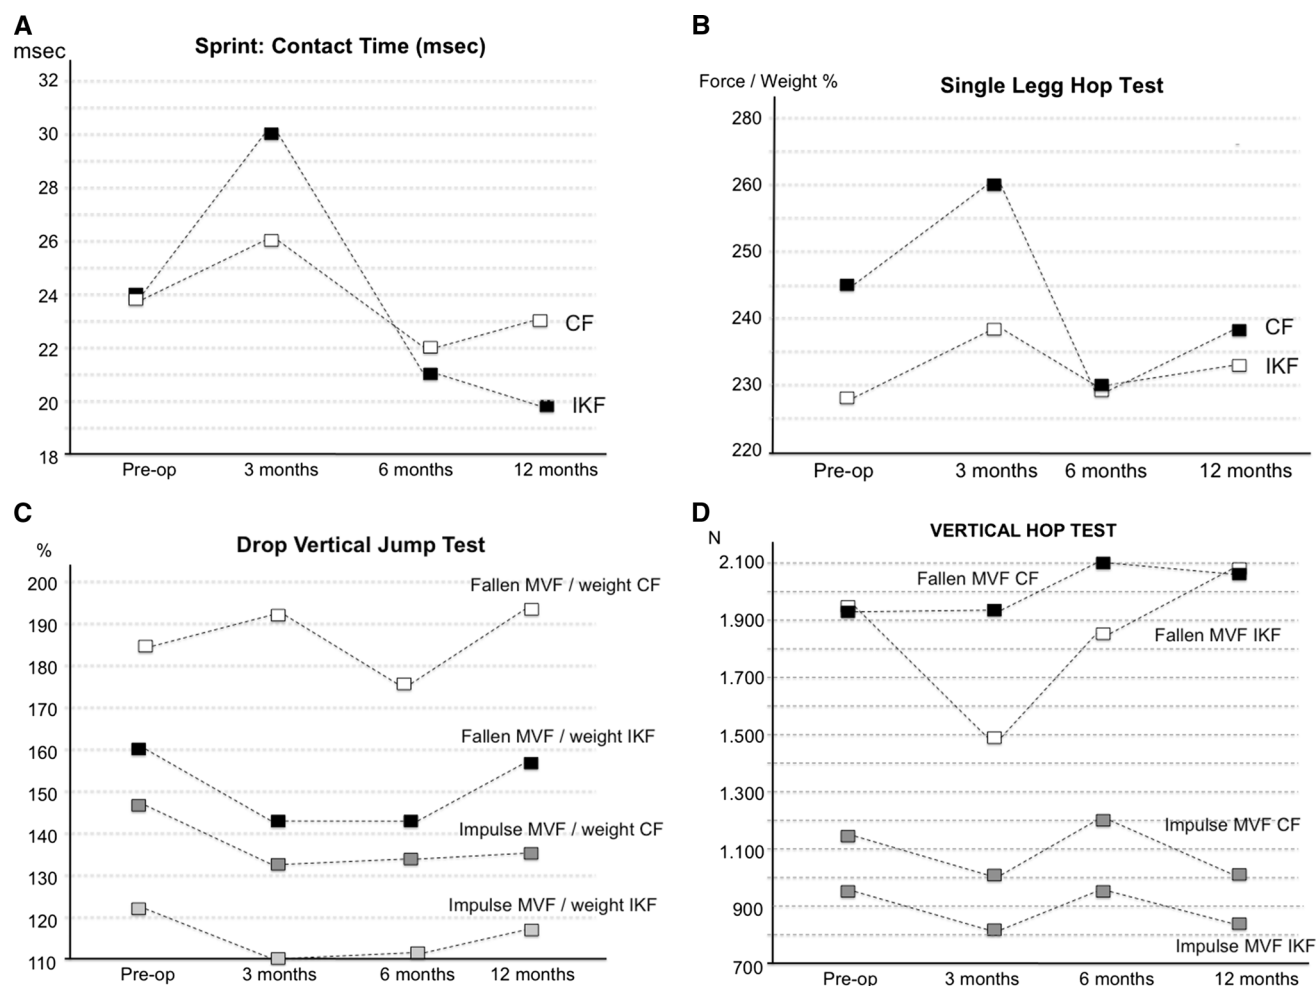 A
msec
Sprint: Contact Time (msec)
32
30
28
26
24
22
20
18
CF
IKF
Pre-op 3 months 6 months 12 months
B
Force / Weight %
Single Legg Hop Test
280
260
250
240
230
220
CF
IKF
Pre-op 3 months 6 months 12 months
C
%
Drop Vertical Jump Test
200
190
180
170
160
150
140
130
120
110
Fallen MVF / weight CF
Fallen MVF / weight IKF
Impulse MVF / weight CF
Impulse MVF / weight IKF
Pre-op 3 months 6 months 12 months
D
N
VERTICAL HOP TEST
2.100
1.900
1.700
1.500
1.300
1.100
900
700
Fallen MVF CF
Fallen MVF IKF
Impulse MVF CF
Impulse MVF IKF
Pre-op 3 months 6 months 12 months